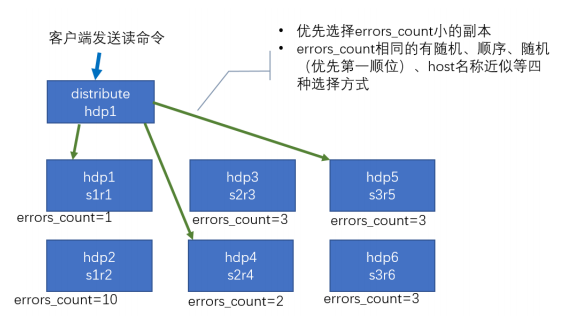 客户端发送读命令
• 优先选择errors_count小的副本
• errors_count相同的有随机、顺序、随机
（优先第一顺位）、host名称近似等四
种选择方式
distribute
hdp1
hdp1
s1r1
errors_count=1
hdp3
s2r3
errors_count=3
hdp5
s3r5
errors_count=3
hdp2
s1r2
errors_count=10
hdp4
s2r4
errors_count=2
hdp6
s3r6
errors_count=3